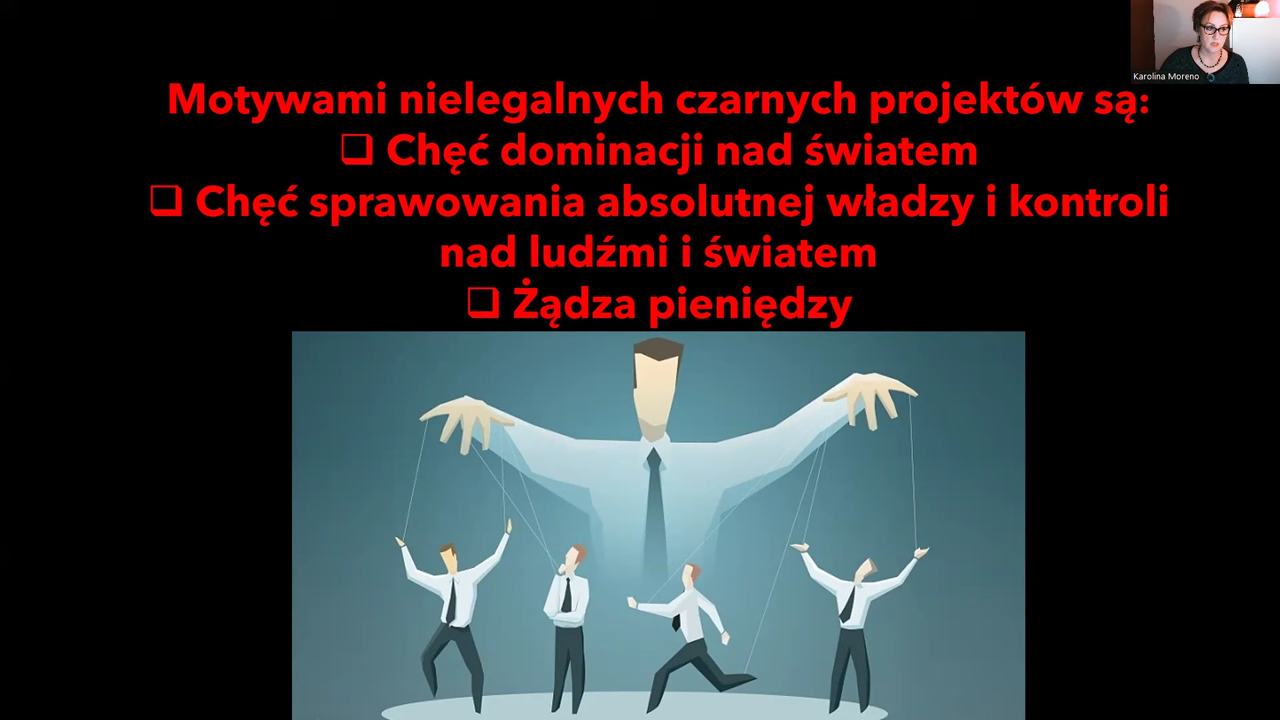 Karolina Moreno
Motywami nielegalnych czarnych projektów są:
❑ Chęć dominacji nad światem
❑ Chęć sprawowania absolutnej władzy i kontroli
nad ludźmi i światem
❑ Żądza pieniędzy